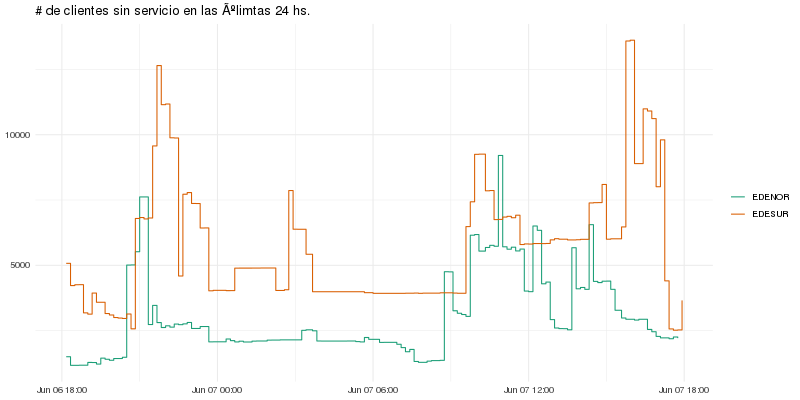 # de clientes sin servicio en las Ãºlimtas 24 hs.
10000
5000
EDENOR
EDESUR
Jun 06 18:00
Jun 07 00:00
Jun 07 06:00
Jun 07 12:00
Jun 07 18:00